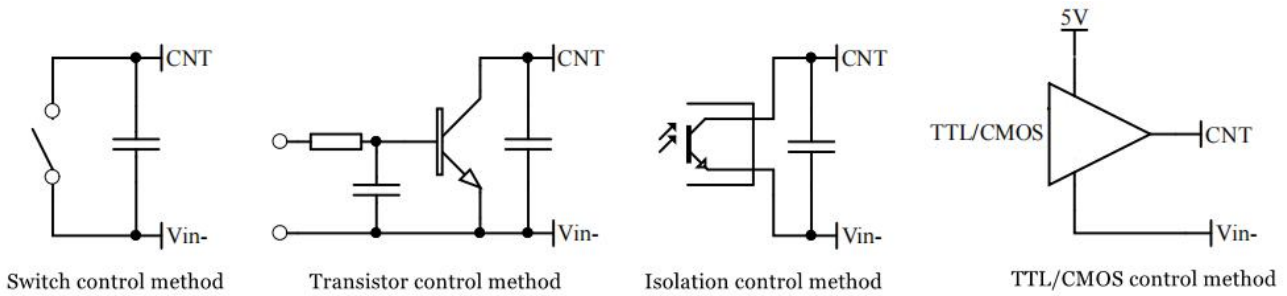 CNT
Vin-
Switch control method
CNT
Vin-
Transistor control method
CNT
Vin-
Isolation control method
5V
TTL/CMOS
CNT
Vin-
TTL/CMOS control method